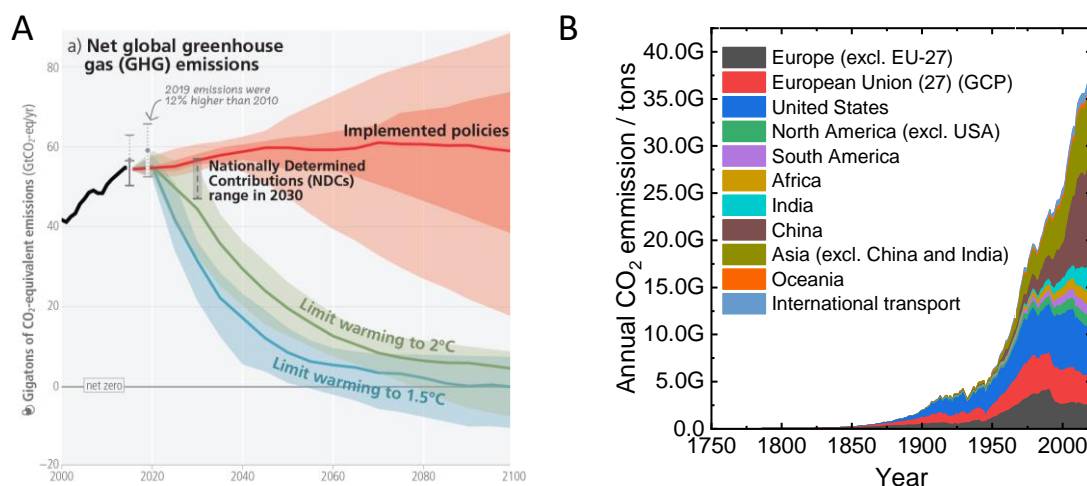 A
a) Net global greenhouse
gas (GHG) emissions
80
60
40
20
0
−20
Gigatons of CO₂-equivalent emissions (GtCO₂-eq/yr)
2019 emissions were
12% higher than 2010
Implemented policies
Nationally Determined
Contributions (NDCs)
range in 2030
Limit warming to 2°C
Limit warming to 1.5°C
net zero
2000
2020
2040
2060
2080
2100
B
40.0G
35.0G
30.0G
25.0G
20.0G
15.0G
10.0G
5.0G
0.0
Annual CO₂ emmission / tons
Europe (excl. EU-27)
European Union (27) (GCP)
United States
North America (excl. USA)
South America
Africa
India
China
Asia (excl. China and India)
Oceania
International transport
1750
1800
1850
1900
1950
2000
Year